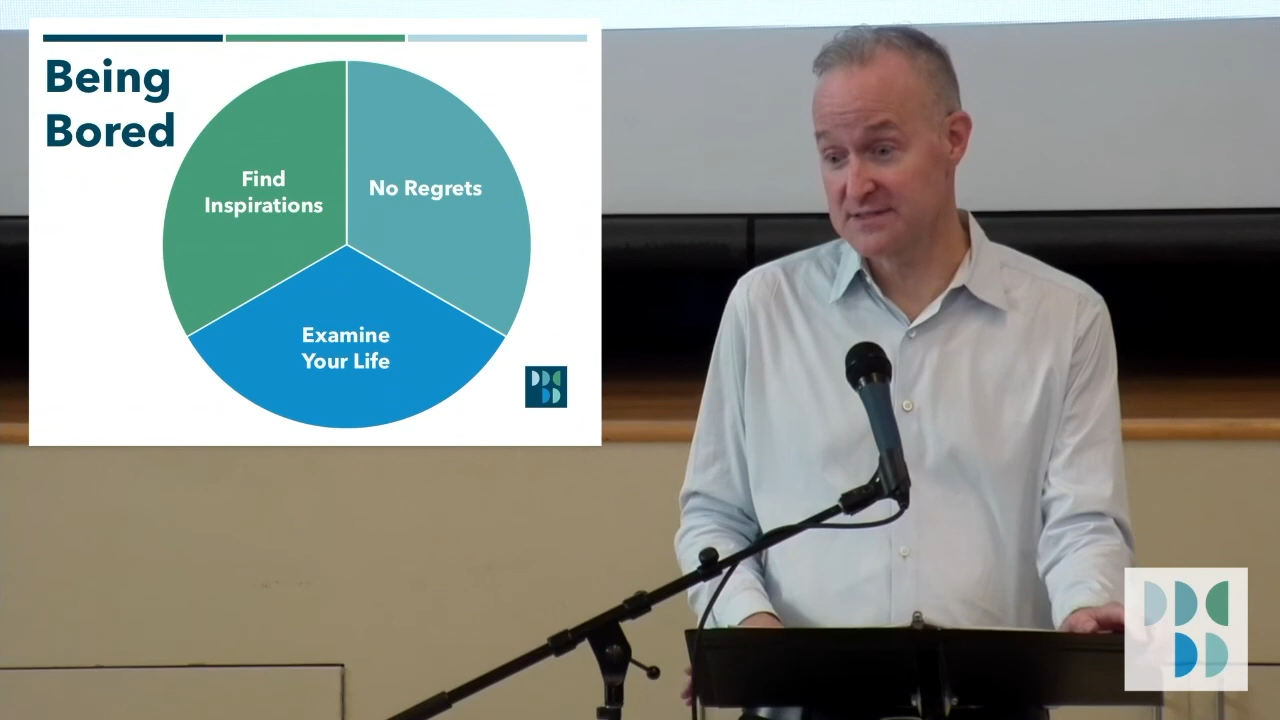 Being
Bored
Find
Inspirations
No Regrets
Examine
Your Life